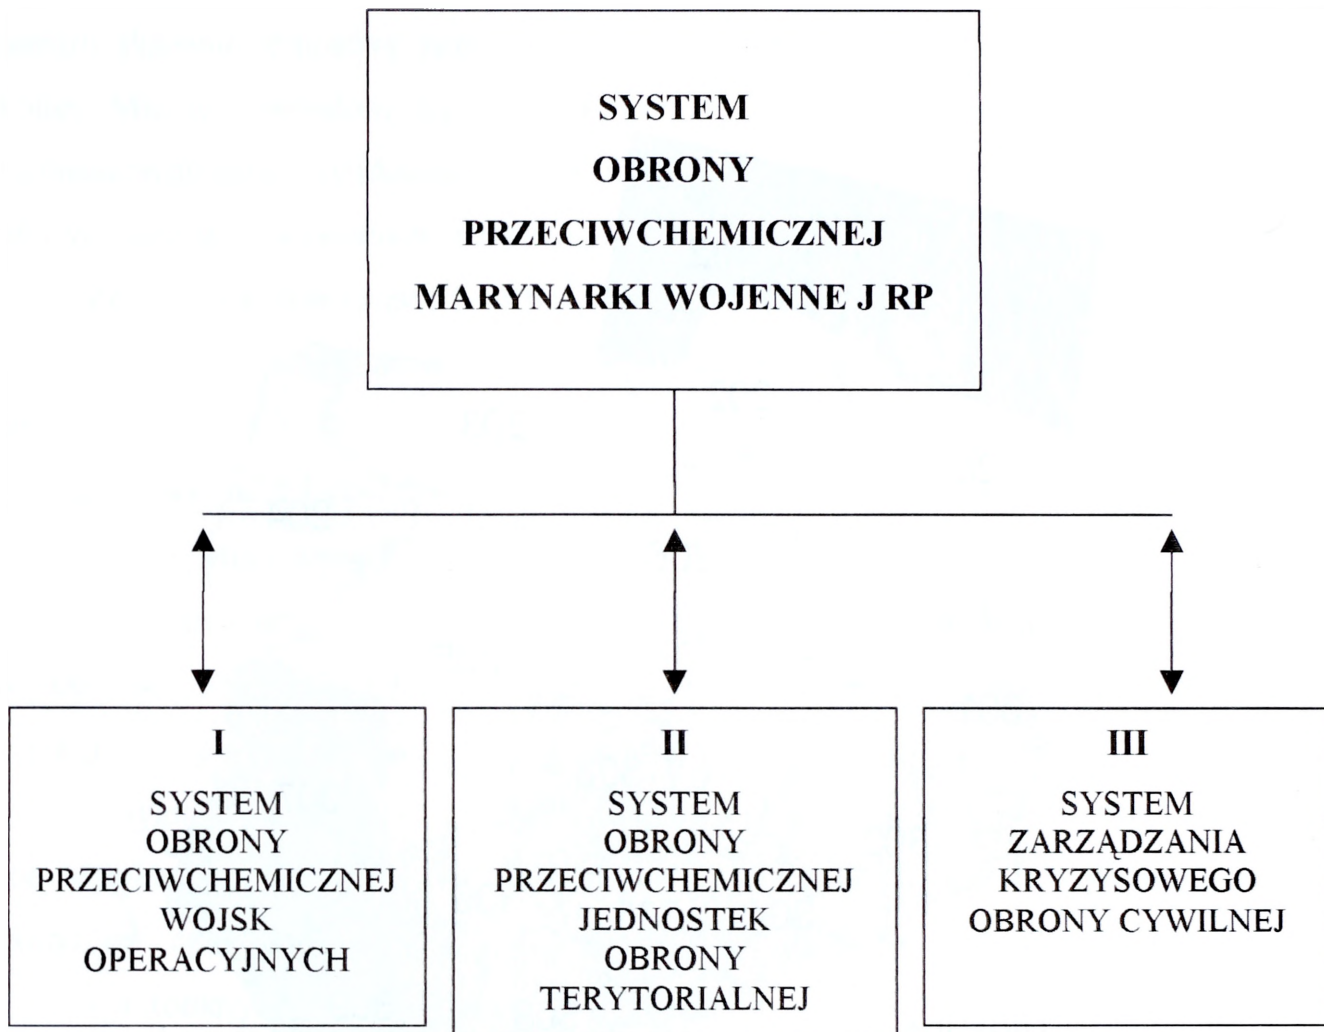 SYSTEM
OBRONY
PRZECIWCHEMICZNEJ
MARYNARKI WOJENNE J RP
I
SYSTEM
OBRONY
PRZECIWCHEMICZNEJ
WOJSK
OPERACYJNYCH
II
SYSTEM
OBRONY
PRZECIWCHEMICZNEJ
JEDNOSTEK
OBRONY
TERYTORIALNEJ
III
SYSTEM
ZARZĄDZANIA
KRYZYSOWEGO
OBRONY CYWILNEJ